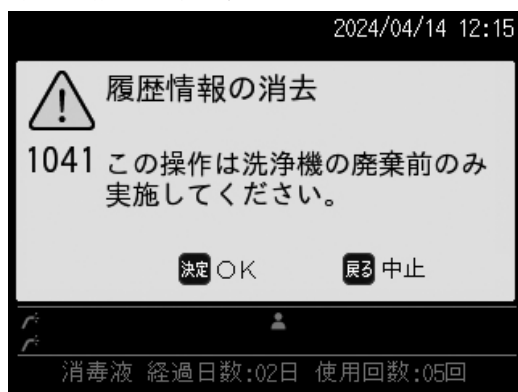 2024/04/14 12:15
履歴情報の消去
1041 この操作は洗浄機の廃棄前のみ
実施してください。
決定 OK 戻る 中止
消毒液 経過日数:02日 使用回数:05回